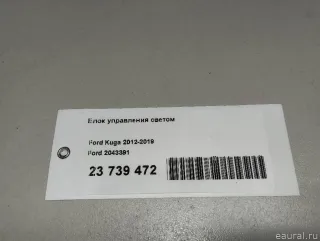 Блок управления светом
Ford Kuga 2012-2019
Ford 2043391
23 739 472
eaural.ru